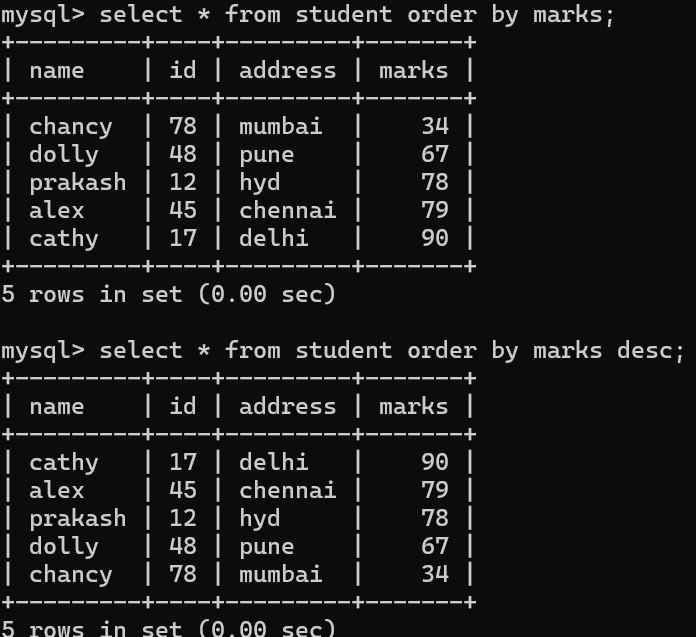 mysql> select * from student order by marks;
+---------+----+---------+-------+
| name    | id | address | marks |
+---------+----+---------+-------+
| chancy  | 78 | mumbai  |    34 |
| dolly   | 48 | pune    |    67 |
| prakash | 12 | hyd     |    78 |
| alex    | 45 | chennai |    79 |
| cathy   | 17 | delhi   |    90 |
+---------+----+---------+-------+
5 rows in set (0.00 sec)

mysql> select * from student order by marks desc;
+---------+----+---------+-------+
| name    | id | address | marks |
+---------+----+---------+-------+
| cathy   | 17 | delhi   |    90 |
| alex    | 45 | chennai |    79 |
| prakash | 12 | hyd     |    78 |
| dolly   | 48 | pune    |    67 |
| chancy  | 78 | mumbai  |    34 |
+---------+----+---------+-------+
5 rows in set (0.00 sec)